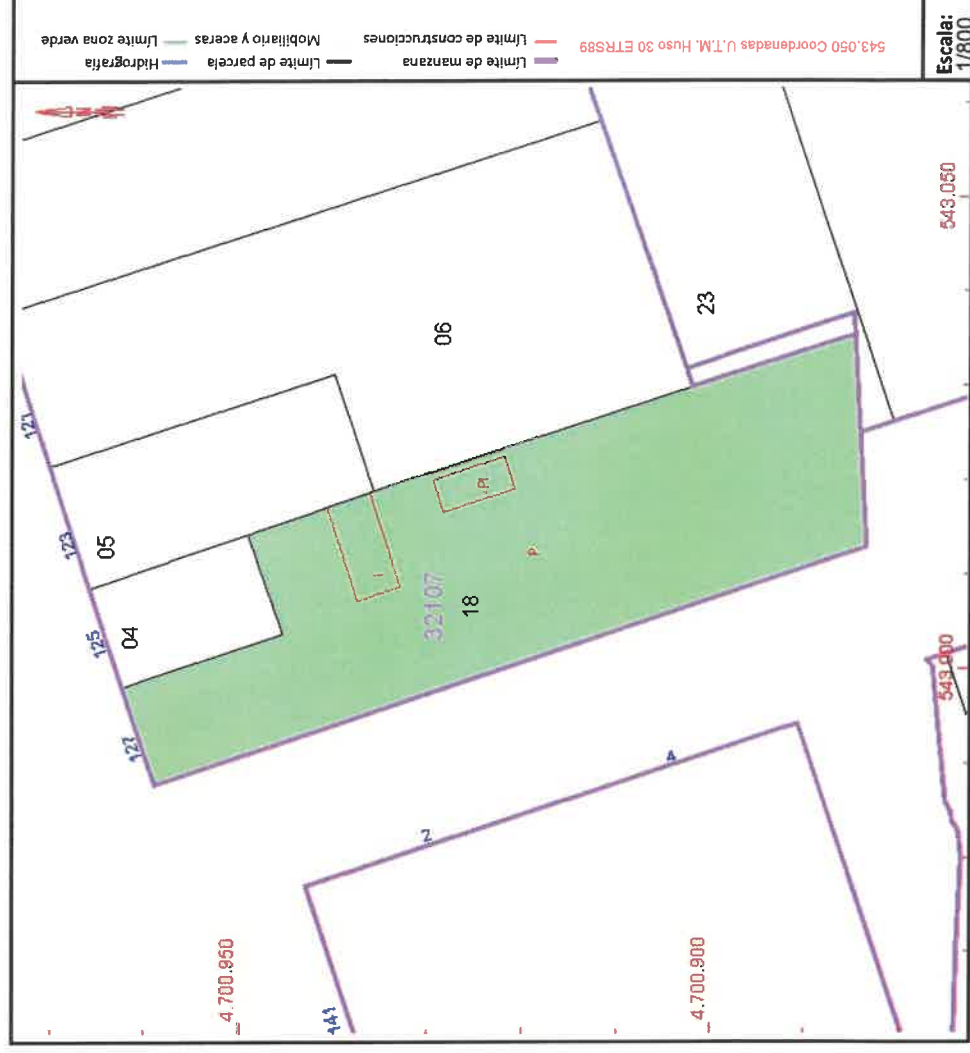 Hidrografía
Límite zona verde
Límite de parcela
Mobiliario y aceras
Límite de manzana
Límite de construcciones
543.050 Coordenadas U.T.M. Huso 30 ETRS89
Escala:
1/800
121
123
05
125
04
127
06
23
I
PI
P
32107
18
2
4
141
4.700.950
4.700.900
543.000
543.050